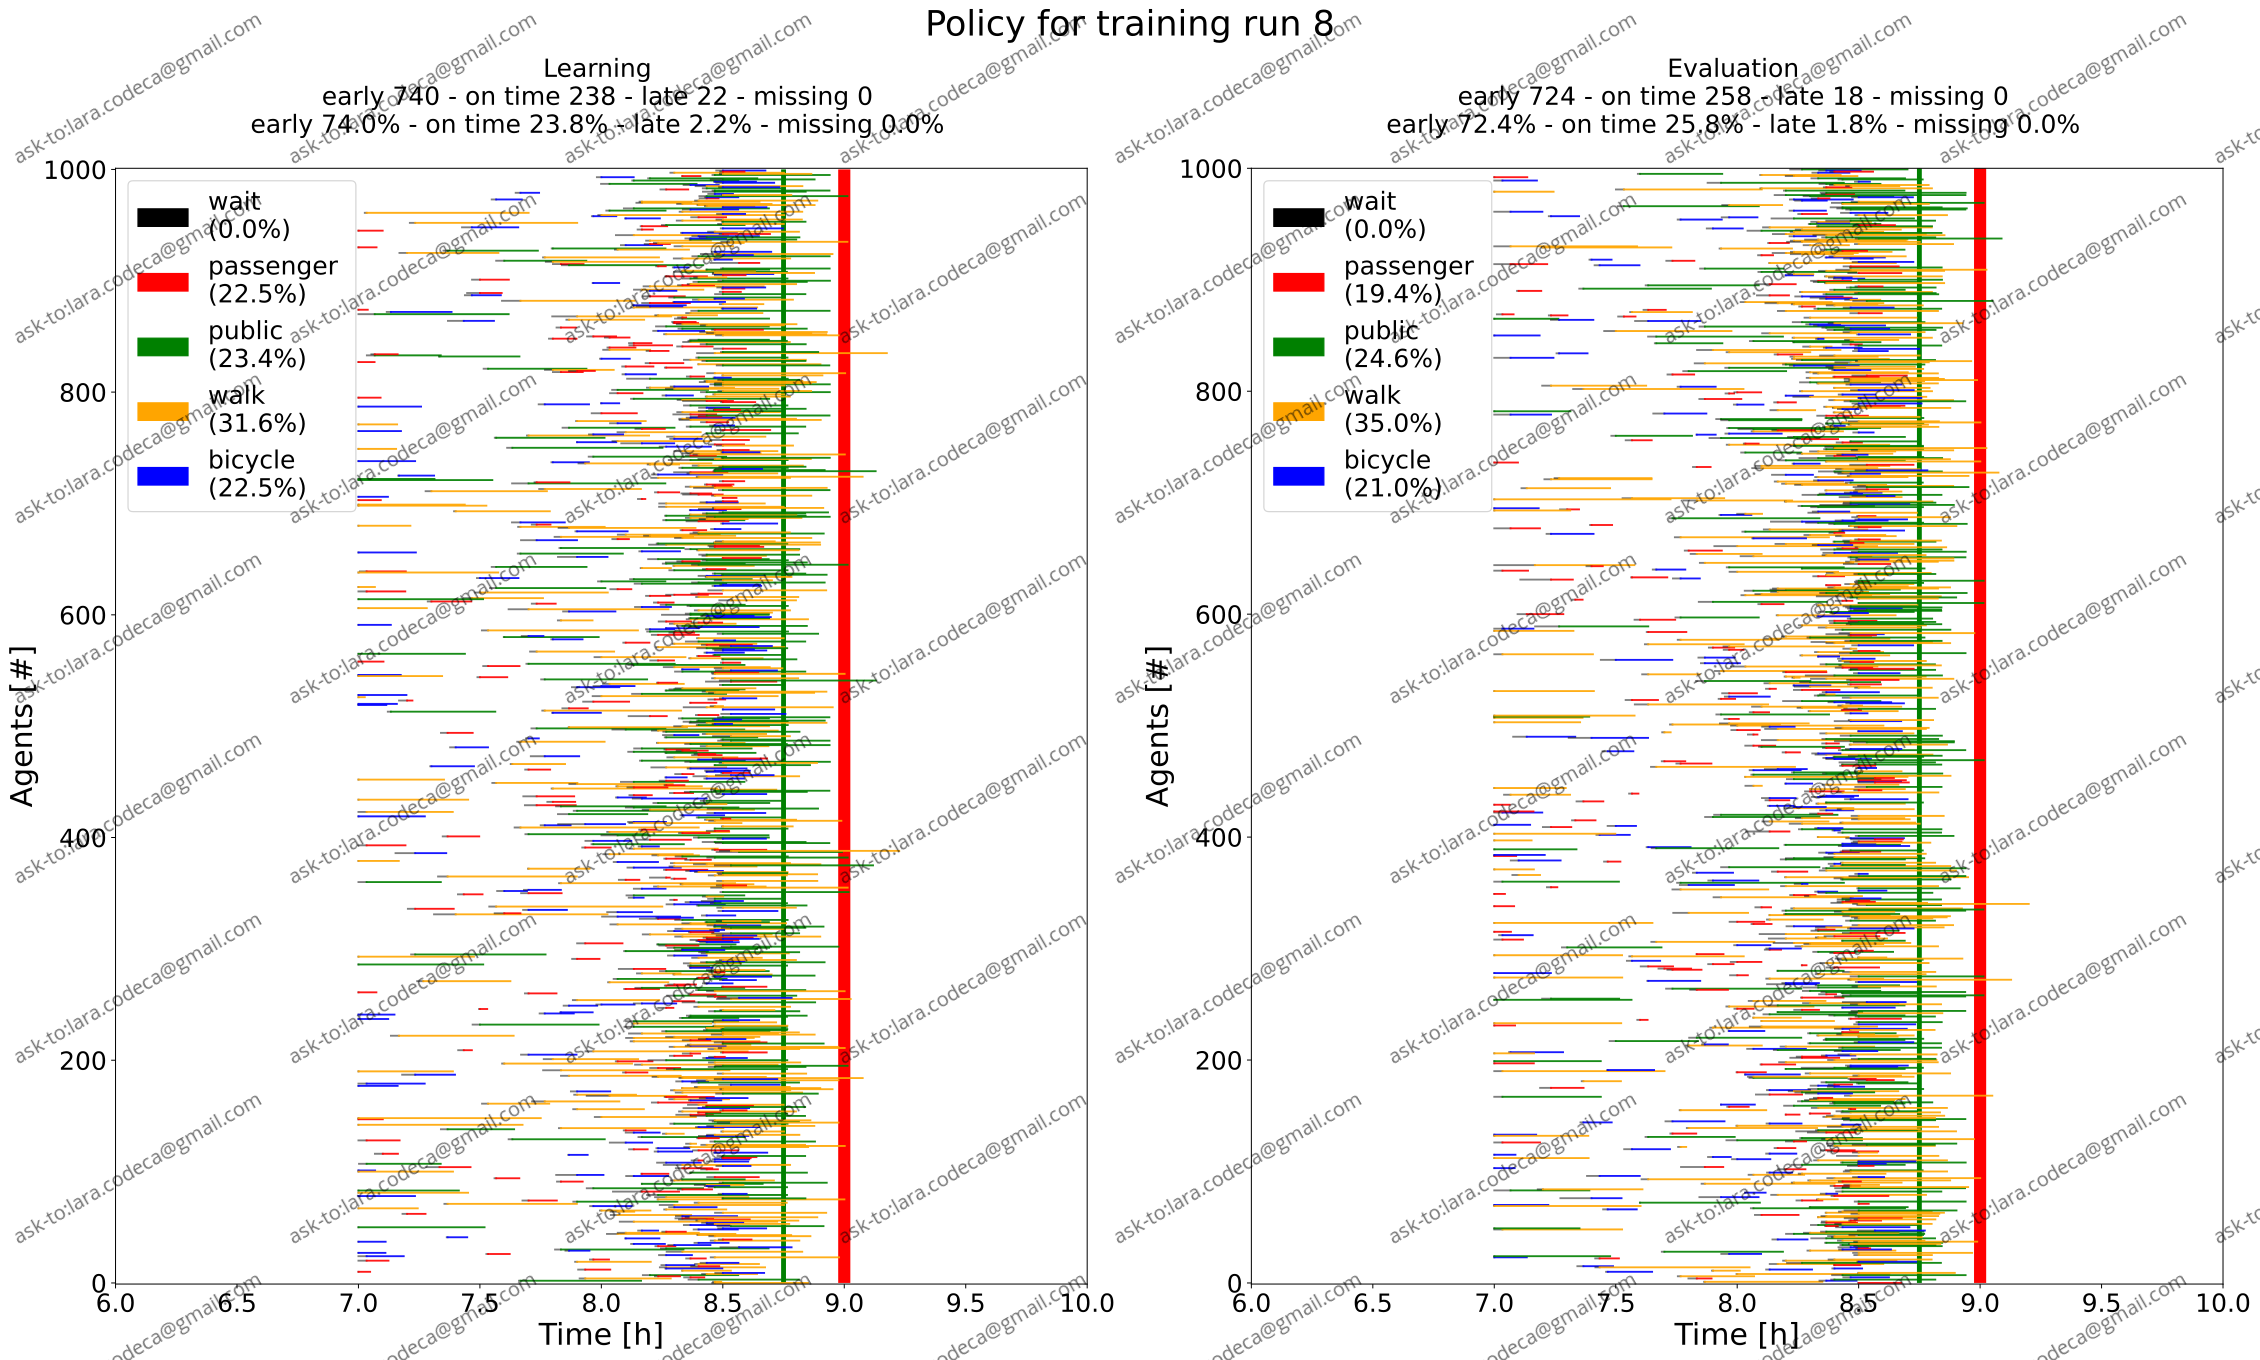 Policy for training run 8
Learning
early 740 - on time 238 - late 22 - missing 0
early 74.0% - on time 23.8% - late 2.2% - missing 0.0%
1000
800
600
400
200
0
Agents [#]
wait
(0.0%)
passenger
(22.5%)
public
(23.4%)
walk
(31.6%)
bicycle
(22.5%)
6.0 6.5 7.0 7.5 8.0 8.5 9.0 9.5 10.0
Time [h]
Evaluation
early 724 - on time 258 - late 18 - missing 0
early 72.4% - on time 25.8% - late 1.8% - missing 0.0%
1000
800
600
400
200
0
Agents [#]
wait
(0.0%)
passenger
(19.4%)
public
(24.6%)
walk
(35.0%)
bicycle
(21.0%)
6.0 6.5 7.0 7.5 8.0 8.5 9.0 9.5 10.0
Time [h]
ask-to:lara.codeca@gmail.com